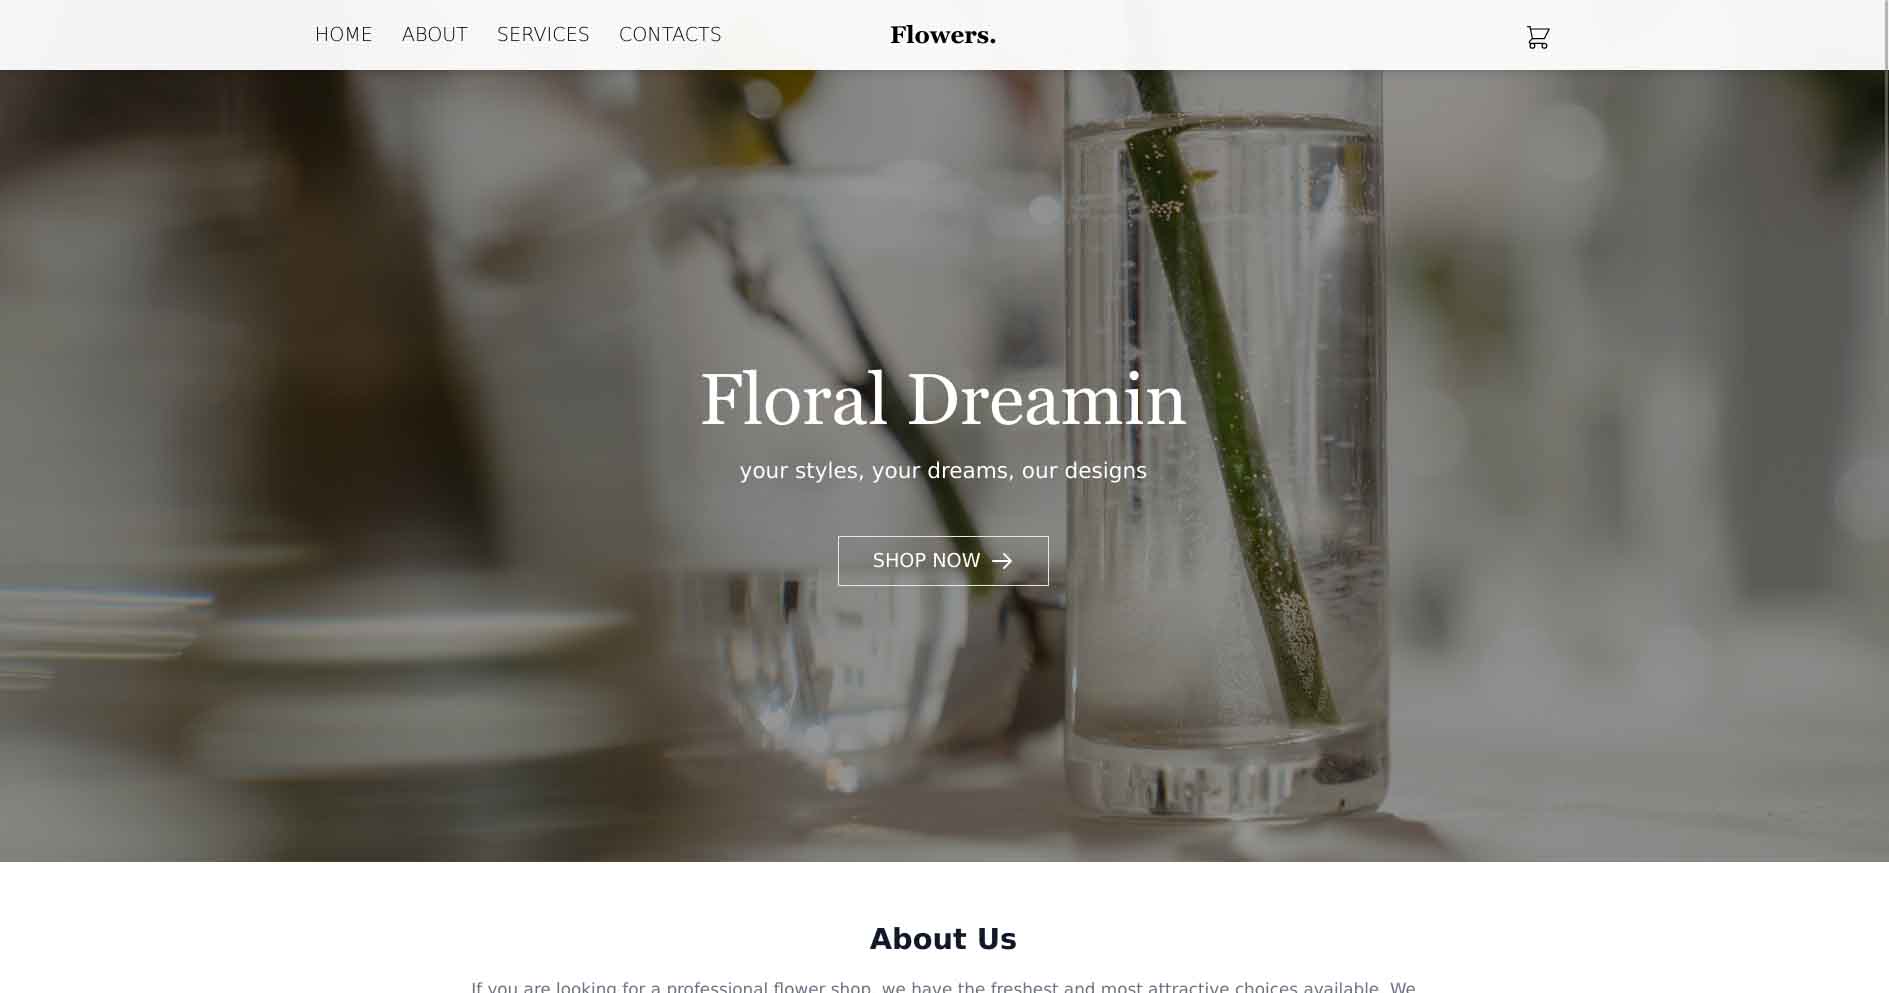 HOME ABOUT SERVICES CONTACTS Flowers.
Floral Dreamin
your styles, your dreams, our designs
SHOP NOW
About Us
If you are looking for a professional flower shop, we have the freshest and most attractive choices available. We